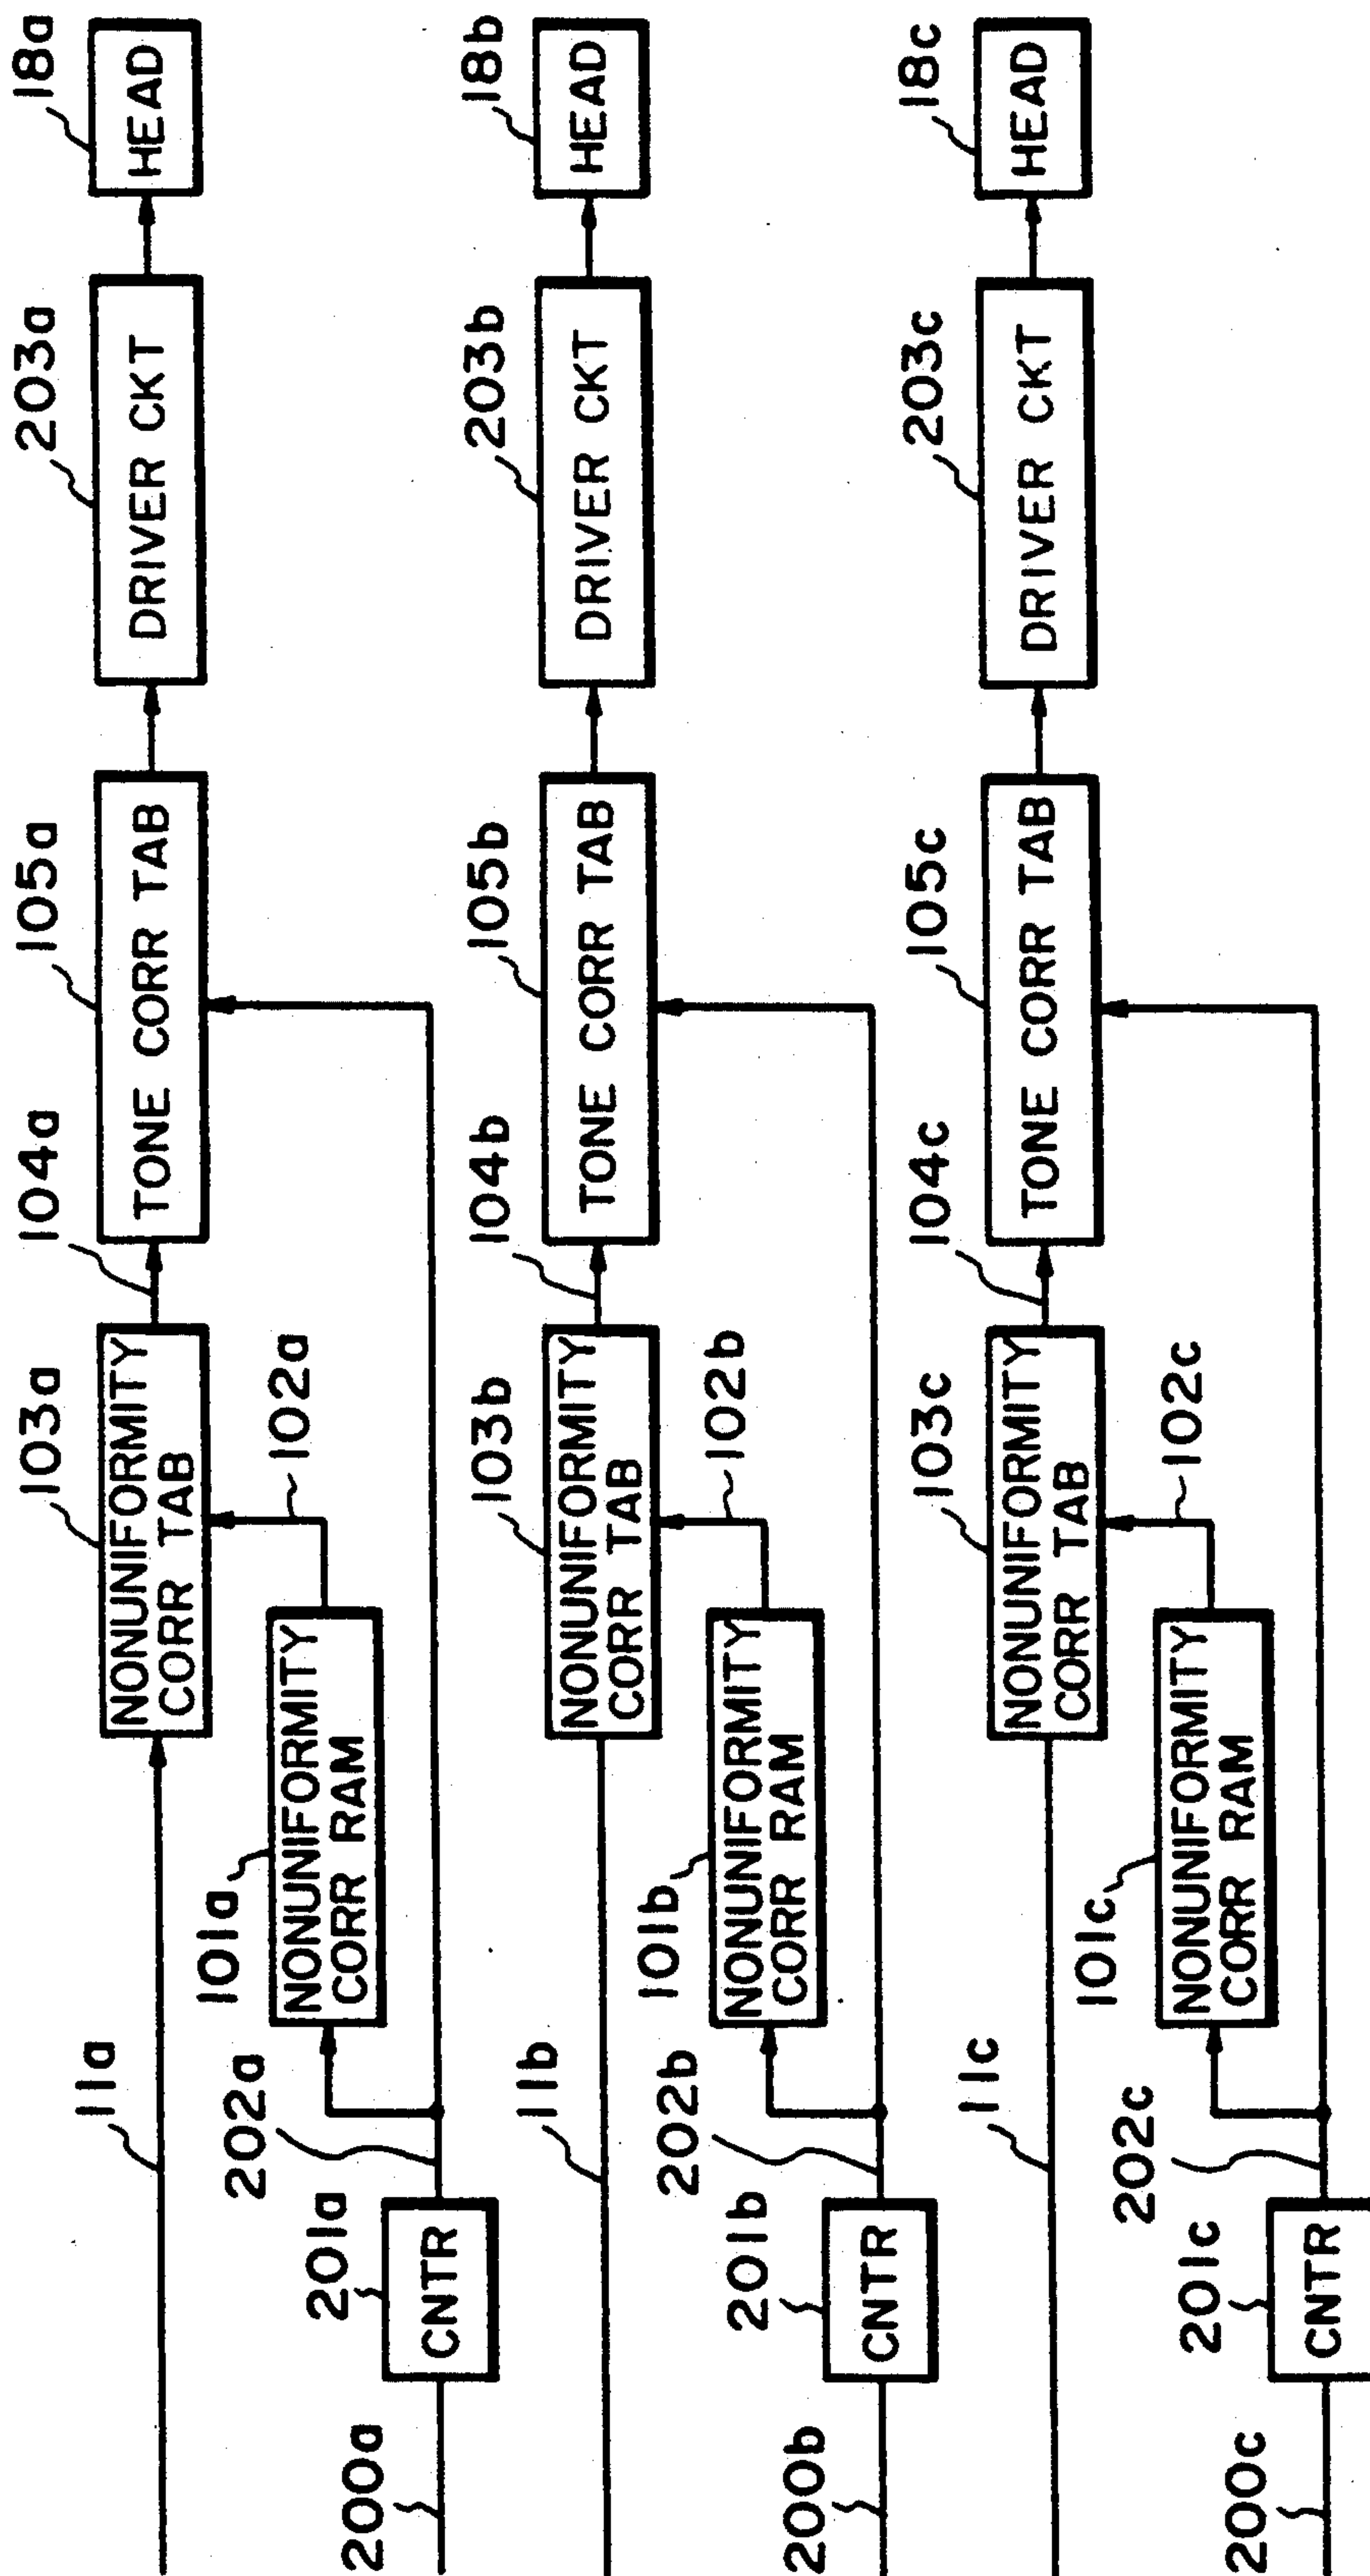 11a
103a
NONUNIFORMITY
CORR TAB
104a
105a
TONE CORR TAB
203a
DRIVER CKT
18a
HEAD
200a
201a
CNTR
202a
101a
NONUNIFORMITY
CORR RAM
102a
11b
103b
NONUNIFORMITY
CORR TAB
104b
105b
TONE CORR TAB
203b
DRIVER CKT
18b
HEAD
200b
201b
CNTR
202b
101b
NONUNIFORMITY
CORR RAM
102b
11c
103c
NONUNIFORMITY
CORR TAB
104c
105c
TONE CORR TAB
203c
DRIVER CKT
18c
HEAD
200c
201c
CNTR
202c
101c
NONUNIFORMITY
CORR RAM
102c